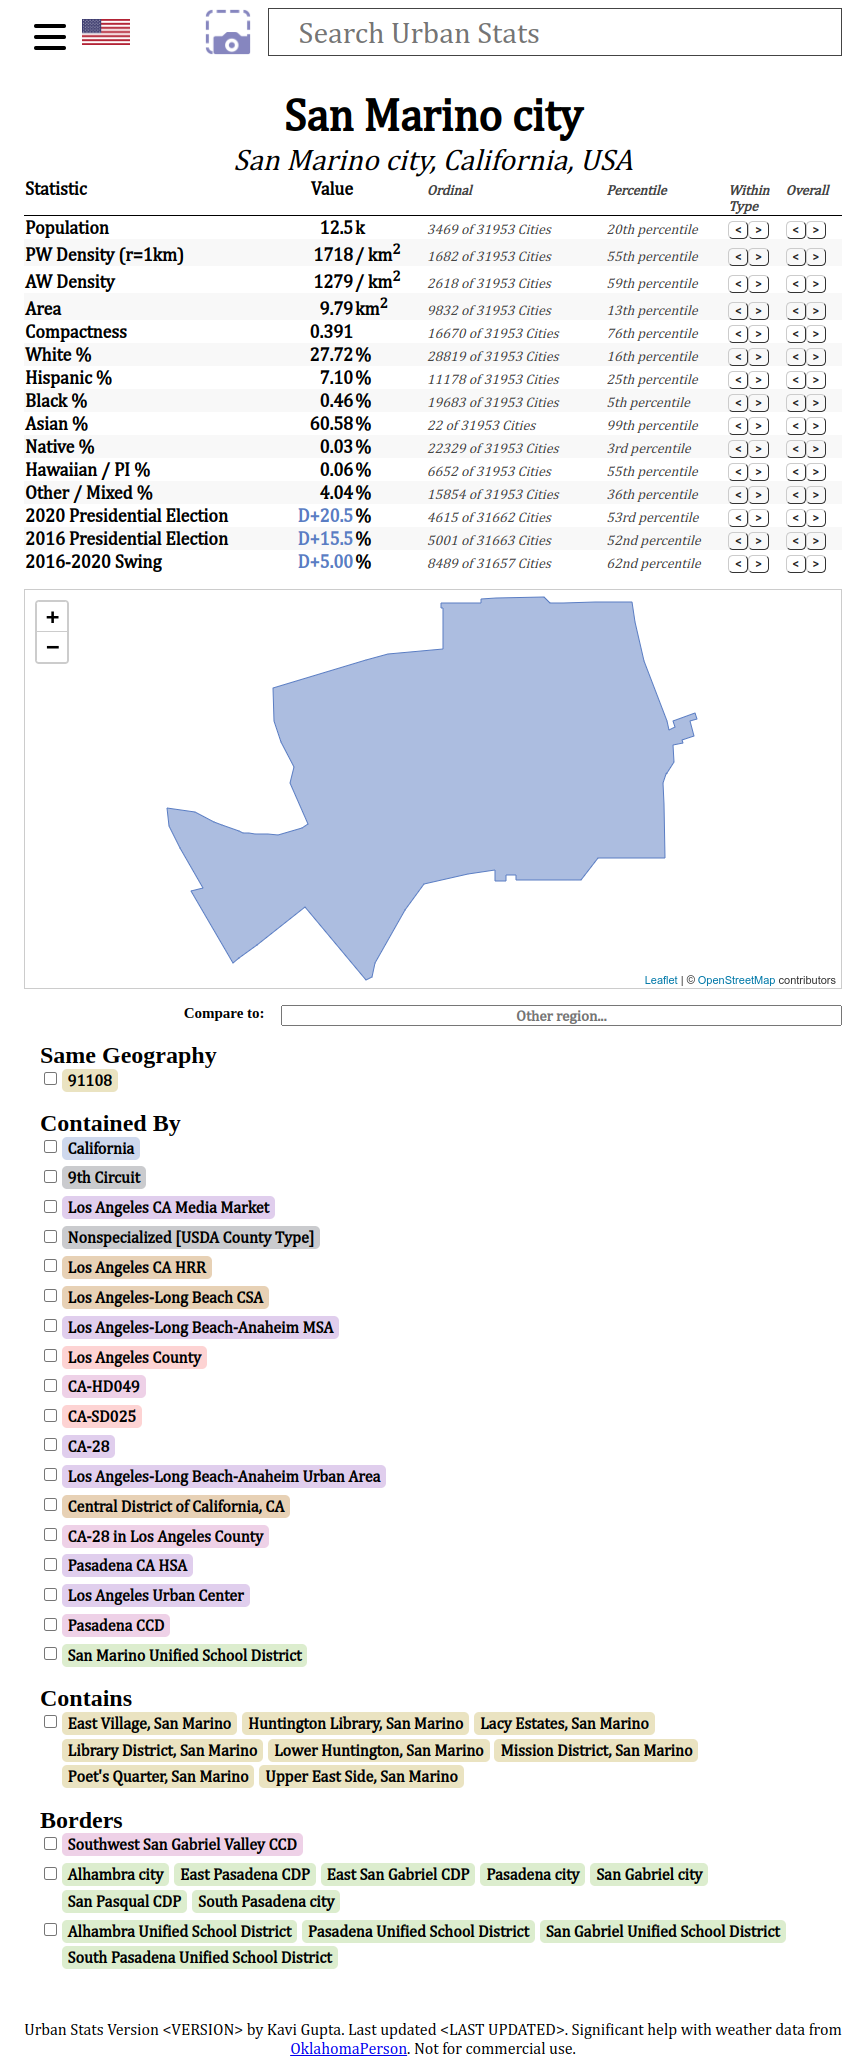 Search Urban Stats
San Marino city
San Marino city, California, USA
Statistic Value Ordinal Percentile Within Type Overall
Population 12.5 k 3469 of 31953 Cities 20th percentile < > < >
PW Density (r=1km) 1718 / km2 1682 of 31953 Cities 55th percentile < > < >
AW Density 1279 / km2 2618 of 31953 Cities 59th percentile < > < >
Area 9.79 km2 9832 of 31953 Cities 13th percentile < > < >
Compactness 0.391 16670 of 31953 Cities 76th percentile < > < >
White % 27.72 % 28819 of 31953 Cities 16th percentile < > < >
Hispanic % 7.10 % 11178 of 31953 Cities 25th percentile < > < >
Black % 0.46 % 19683 of 31953 Cities 5th percentile < > < >
Asian % 60.58 % 22 of 31953 Cities 99th percentile < > < >
Native % 0.03 % 22329 of 31953 Cities 3rd percentile < > < >
Hawaiian / PI % 0.06 % 6652 of 31953 Cities 55th percentile < > < >
Other / Mixed % 4.04 % 15854 of 31953 Cities 36th percentile < > < >
2020 Presidential Election D+20.5 % 4615 of 31662 Cities 53rd percentile < > < >
2016 Presidential Election D+15.5 % 5001 of 31663 Cities 52nd percentile < > < >
2016-2020 Swing D+5.00 % 8489 of 31657 Cities 62nd percentile < > < >
+
−
Leaflet | © OpenStreetMap contributors
Compare to: Other region...
Same Geography
91108
Contained By
California
9th Circuit
Los Angeles CA Media Market
Nonspecialized [USDA County Type]
Los Angeles CA HRR
Los Angeles-Long Beach CSA
Los Angeles-Long Beach-Anaheim MSA
Los Angeles County
CA-HD049
CA-SD025
CA-28
Los Angeles-Long Beach-Anaheim Urban Area
Central District of California, CA
CA-28 in Los Angeles County
Pasadena CA HSA
Los Angeles Urban Center
Pasadena CCD
San Marino Unified School District
Contains
East Village, San Marino Huntington Library, San Marino Lacy Estates, San Marino
Library District, San Marino Lower Huntington, San Marino Mission District, San Marino
Poet's Quarter, San Marino Upper East Side, San Marino
Borders
Southwest San Gabriel Valley CCD
Alhambra city East Pasadena CDP East San Gabriel CDP Pasadena city San Gabriel city
San Pasqual CDP South Pasadena city
Alhambra Unified School District Pasadena Unified School District San Gabriel Unified School District
South Pasadena Unified School District
Urban Stats Version <VERSION> by Kavi Gupta. Last updated <LAST UPDATED>. Significant help with weather data from
OklahomaPerson. Not for commercial use.